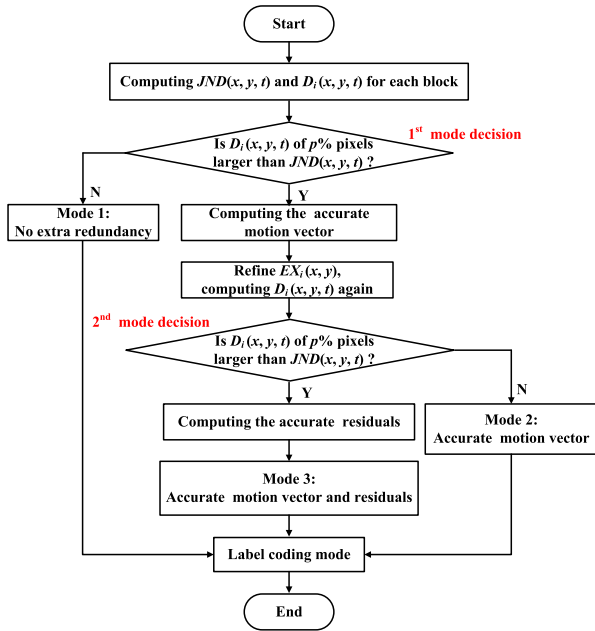 Start
Computing JND(x, y, t) and Di(x, y, t) for each block
1st mode decision
Is Di(x, y, t) of p% pixels
larger than JND(x, y, t) ?
N
Y
Mode 1:
No extra redundancy
Computing the accurate
motion vector
Refine EXi(x, y),
computing Di(x, y, t) again
2nd mode decision
Is Di(x, y, t) of p% pixels
larger than JND(x, y, t) ?
Y
N
Computing the accurate residuals
Mode 2:
Accurate motion vector
Mode 3:
Accurate motion vector and residuals
Label coding mode
End